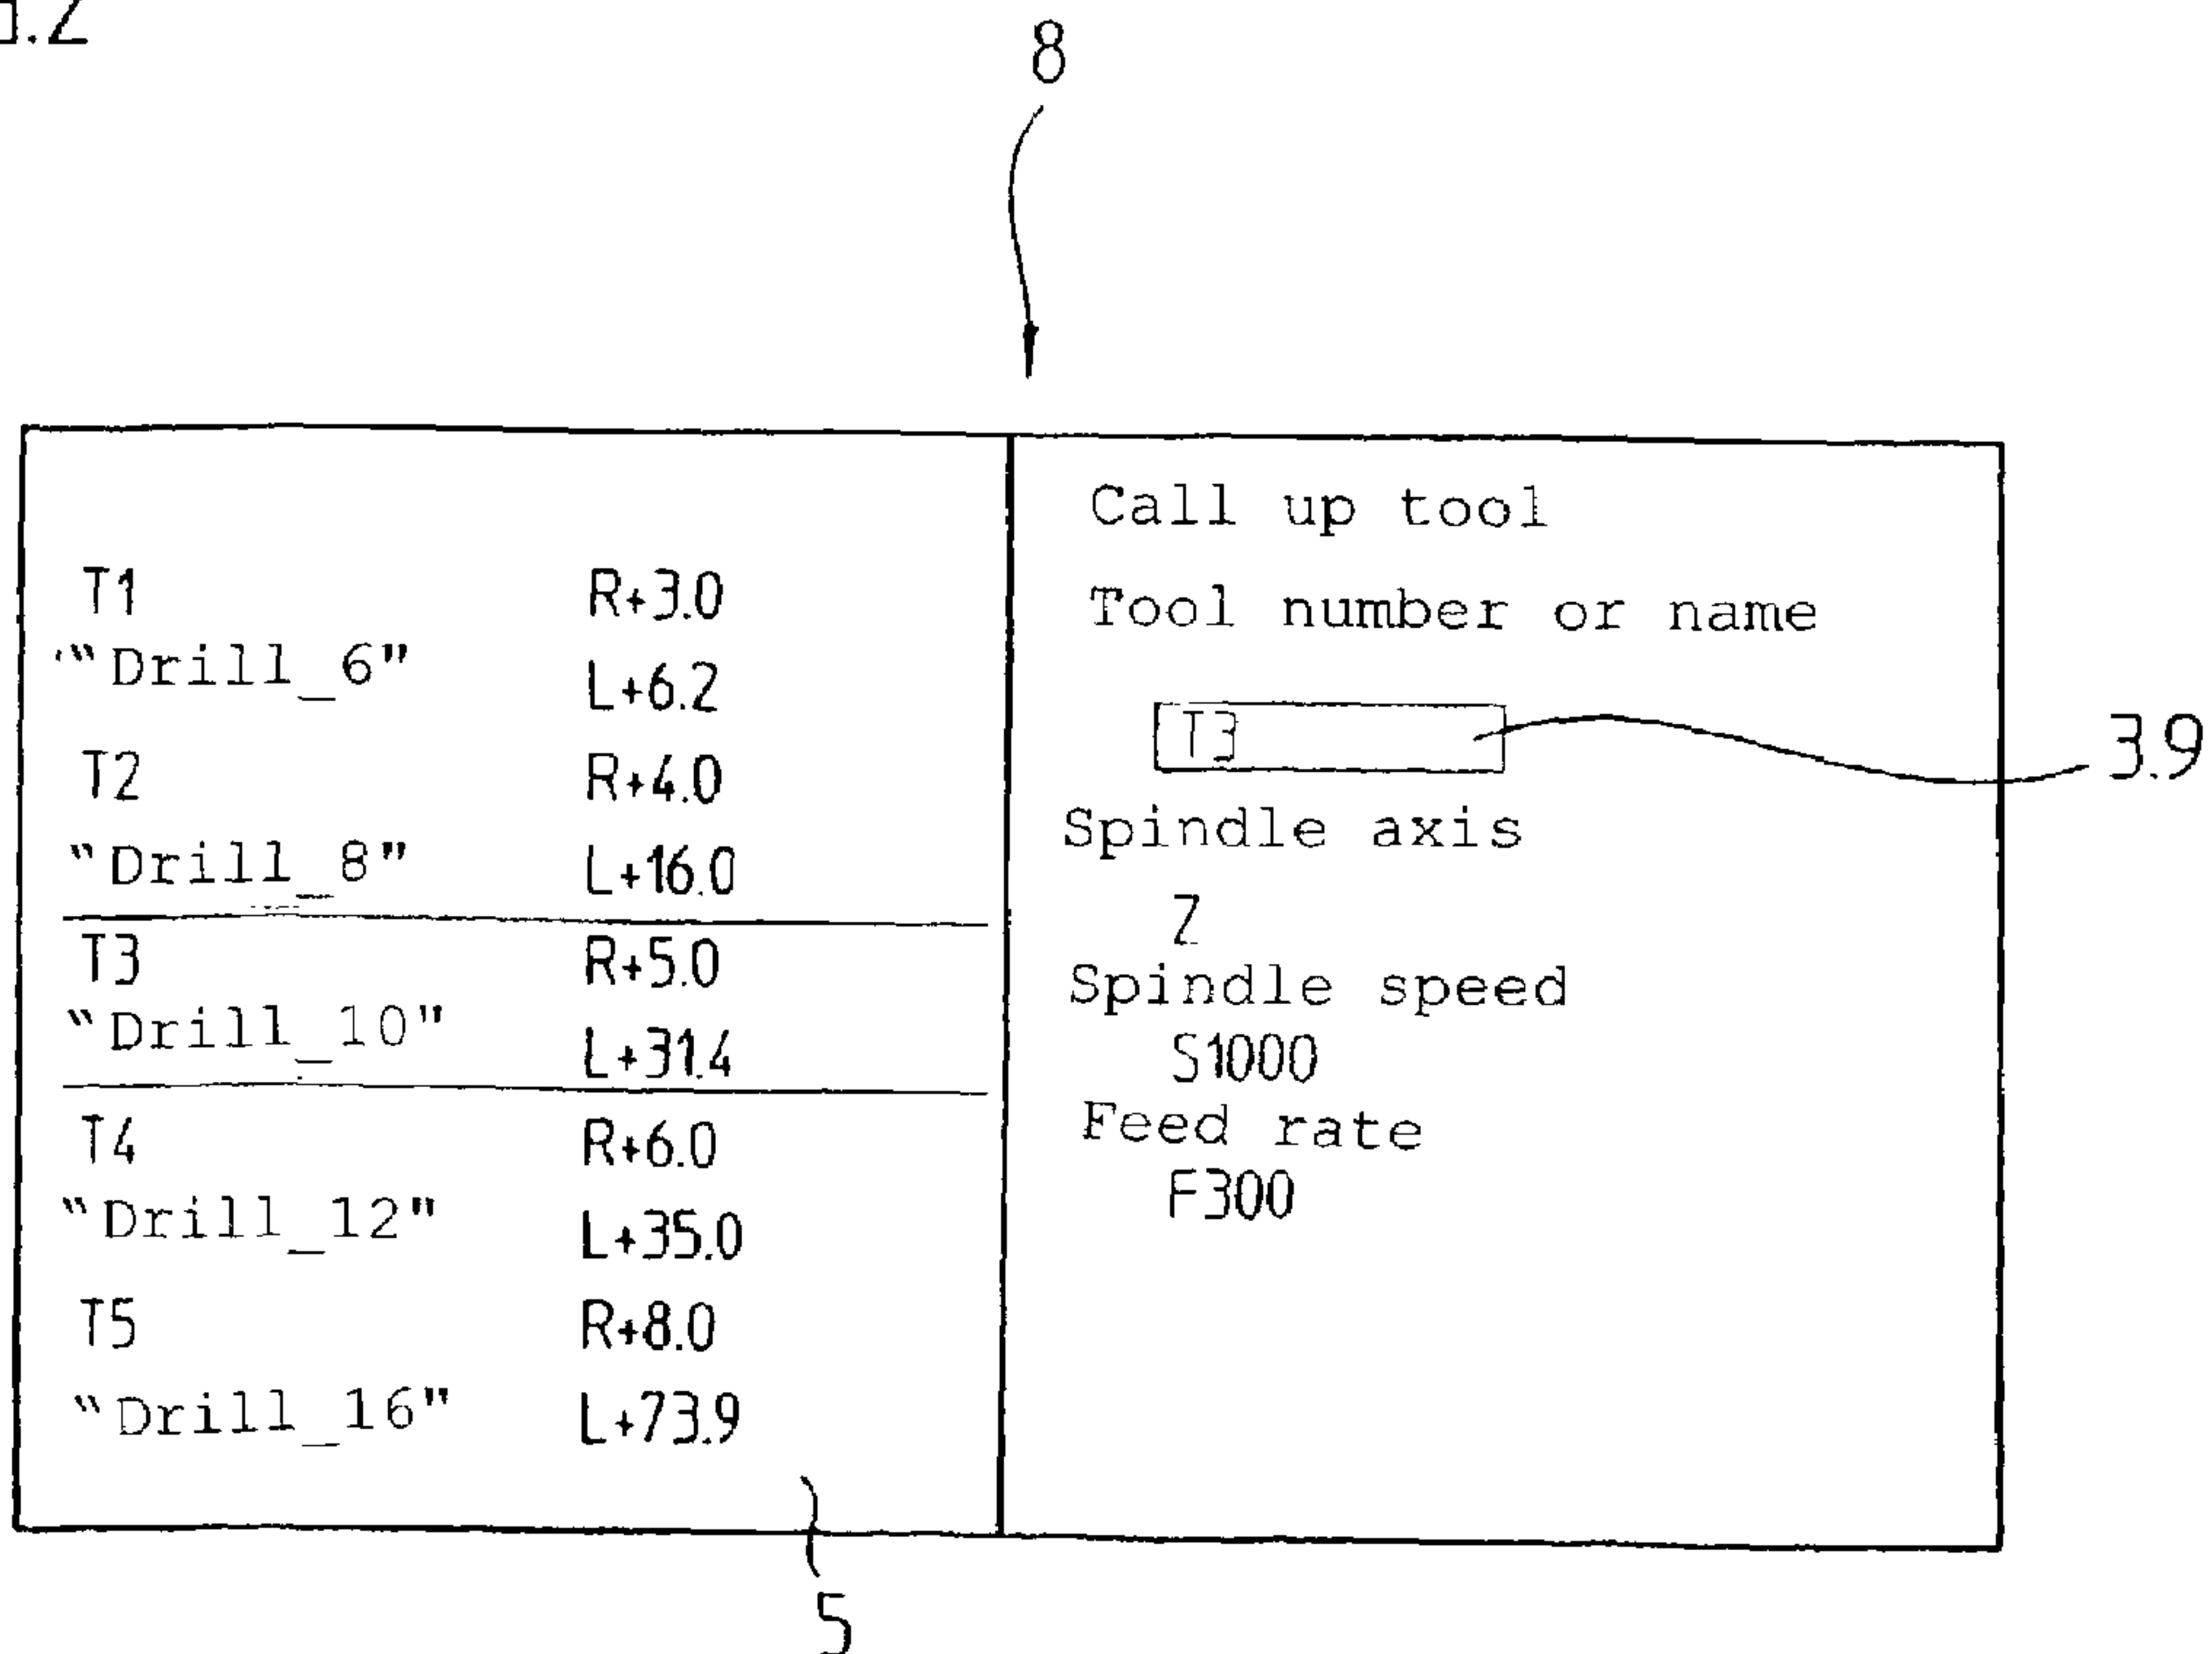 .2
8
T1 R+3.0
"Drill_6" L+6.2
T2 R+4.0
"Drill_8" L+16.0
T3 R+5.0
"Drill_10" L+31.4
T4 R+6.0
"Drill_12" L+35.0
T5 R+8.0
"Drill_16" L+73.9
5
Call up tool
Tool number or name
T3
3.9
Spindle axis
Z
Spindle speed
S1000
Feed rate
F300